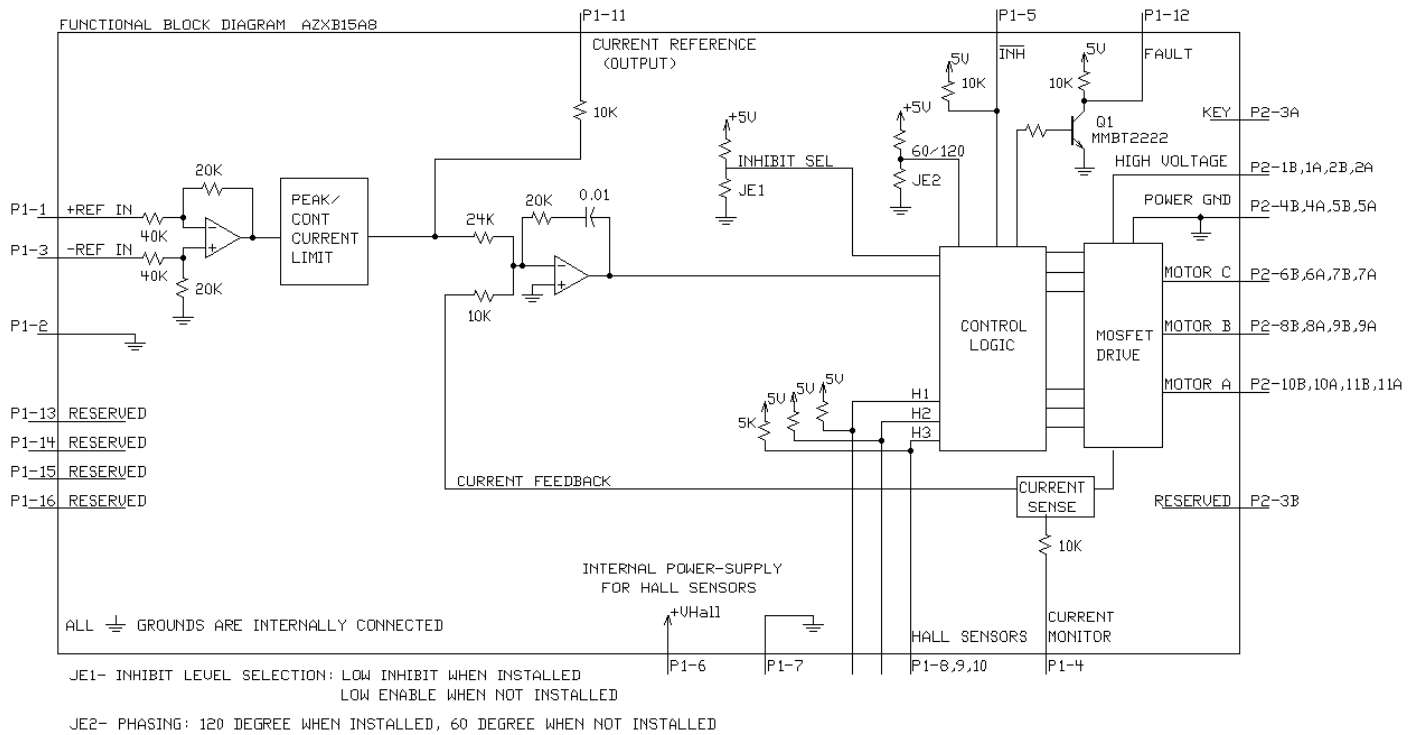 P1-11
P1-5
P1-12
FUNCTIONAL BLOCK DIAGRAM AZXB15A8
CURRENT REFERENCE
(OUTPUT)
INH
FAULT
5V
5V
10K
10K
10K
+5V
+5V
Q1
MMBT2222
KEY
P2-3A
INHIBIT SEL
60/120
JE1
JE2
HIGH VOLTAGE
P2-1B,1A,2B,2A
20K
PEAK/
CONT
CURRENT
LIMIT
P1-1
+REF IN
40K
P1-3
-REF IN
40K
20K
24K
20K
0.01
10K
POWER GND
P2-4B,4A,5B,5A
MOTOR C
P2-6B,6A,7B,7A
P1-2
CONTROL
LOGIC
MOSFET
DRIVE
MOTOR B
P2-8B,8A,9B,9A
MOTOR A
P2-10B,10A,11B,11A
5V
5V
5V
5K
H1
H2
H3
P1-13 RESERVED
P1-14 RESERVED
P1-15 RESERVED
P1-16 RESERVED
CURRENT FEEDBACK
CURRENT
SENSE
RESERVED
P2-3B
10K
INTERNAL POWER-SUPPLY
FOR HALL SENSORS
+VHall
ALL GROUNDS ARE INTERNALLY CONNECTED
HALL SENSORS
CURRENT
MONITOR
P1-6
P1-7
P1-8,9,10
P1-4
JE1- INHIBIT LEVEL SELECTION: LOW INHIBIT WHEN INSTALLED
LOW ENABLE WHEN NOT INSTALLED
JE2- PHASING: 120 DEGREE WHEN INSTALLED, 60 DEGREE WHEN NOT INSTALLED